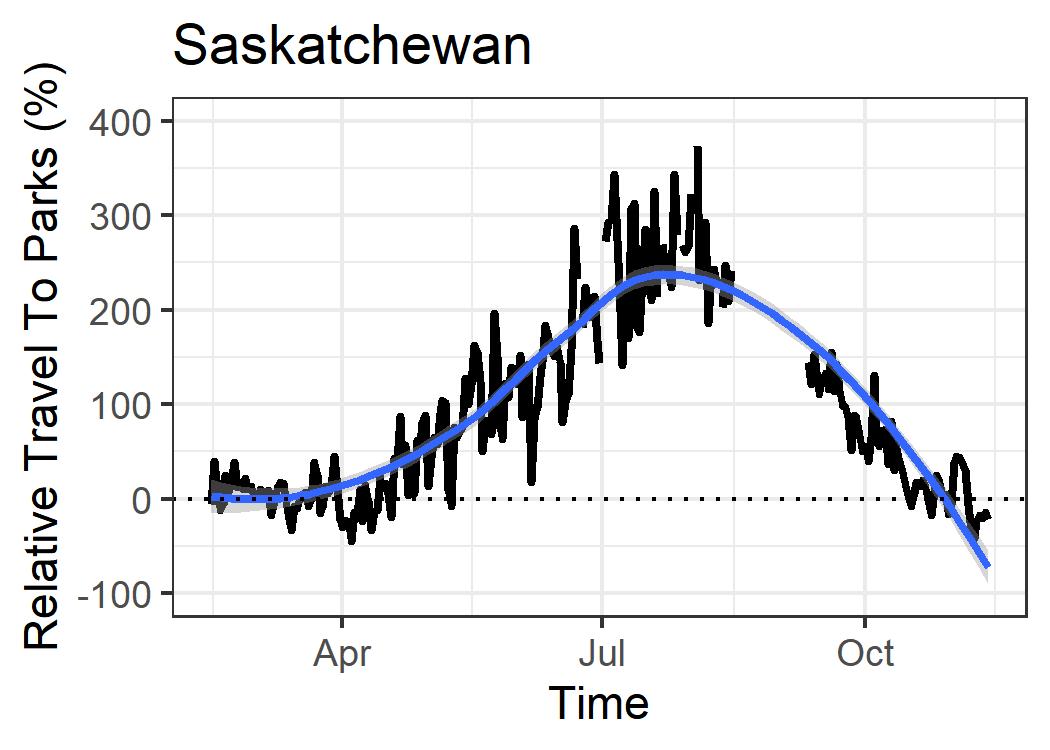 Saskatchewan
Relative Travel To Parks (%)
400
300
200
100
0
-100
Apr
Jul
Oct
Time